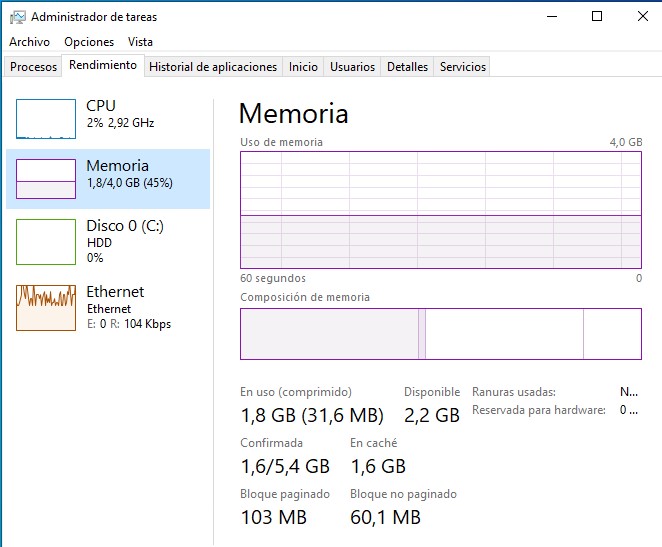 Administrador de tareas
Archivo Opciones Vista
Procesos Rendimiento Historial de aplicaciones Inicio Usuarios Detalles Servicios
CPU
2% 2,92 GHz
Memoria
1,8/4,0 GB (45%)
Disco 0 (C:)
HDD
0%
Ethernet
Ethernet
E: 0 R: 104 Kbps
Memoria
Uso de memoria 4,0 GB
60 segundos 0
Composición de memoria
En uso (comprimido) Disponible
1,8 GB (31,6 MB) 2,2 GB
Confirmada En caché
1,6/5,4 GB 1,6 GB
Bloque paginado Bloque no paginado
103 MB 60,1 MB
Ranuras usadas: N...
Reservada para hardware: 0 ...